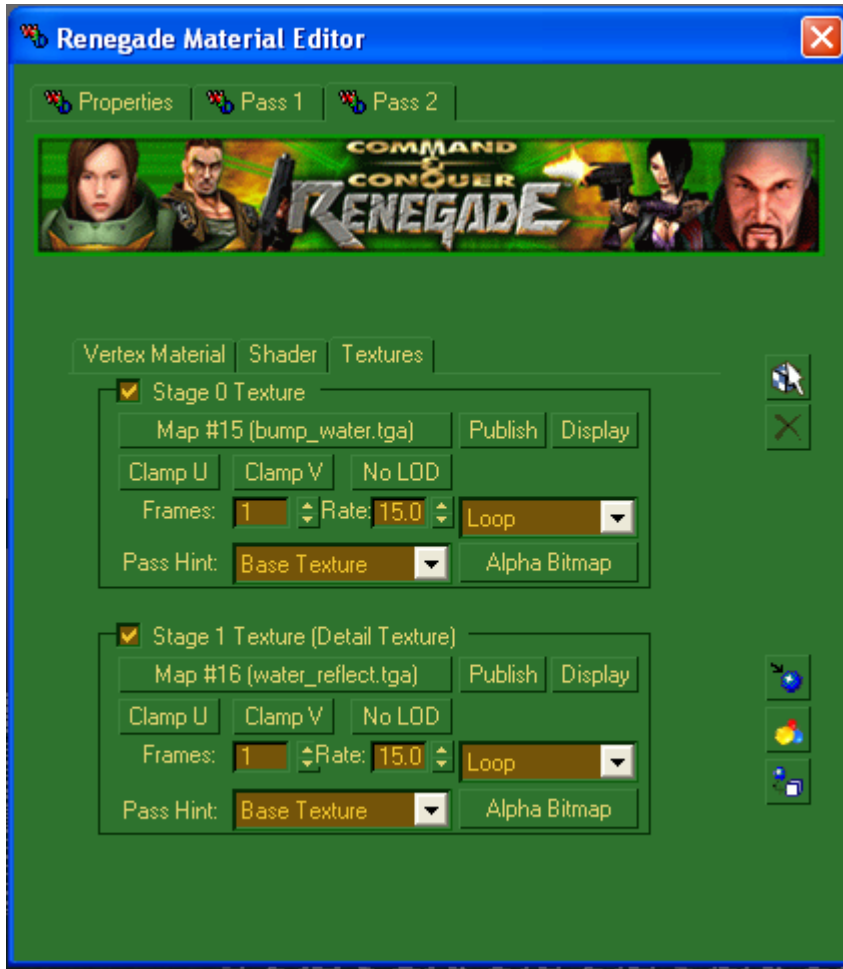 Renegade Material Editor
Properties Pass 1 Pass 2
COMMAND
&
CONQUER
RENEGADE
Vertex Material Shader Textures
Stage 0 Texture
Map #15 (bump_water.tga) Publish Display
Clamp U Clamp V No LOD
Frames: 1 Rate: 15.0 Loop
Pass Hint: Base Texture Alpha Bitmap
Stage 1 Texture (Detail Texture)
Map #16 (water_reflect.tga) Publish Display
Clamp U Clamp V No LOD
Frames: 1 Rate: 15.0 Loop
Pass Hint: Base Texture Alpha Bitmap